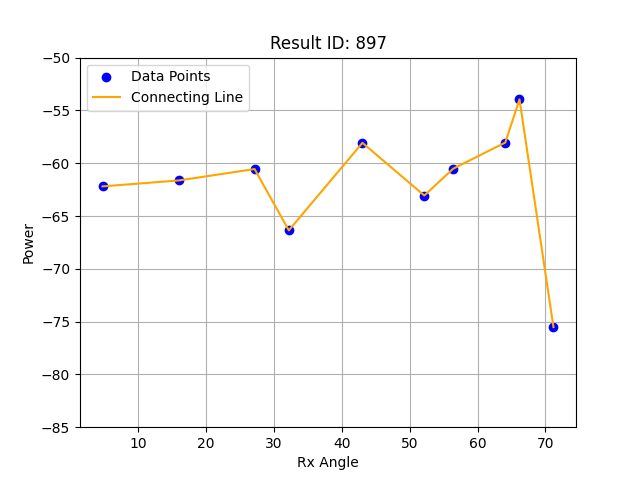 Result ID: 897
Data Points
Connecting Line
−50
−55
−60
−65
−70
−75
−80
−85
Power
10 20 30 40 50 60 70
Rx Angle